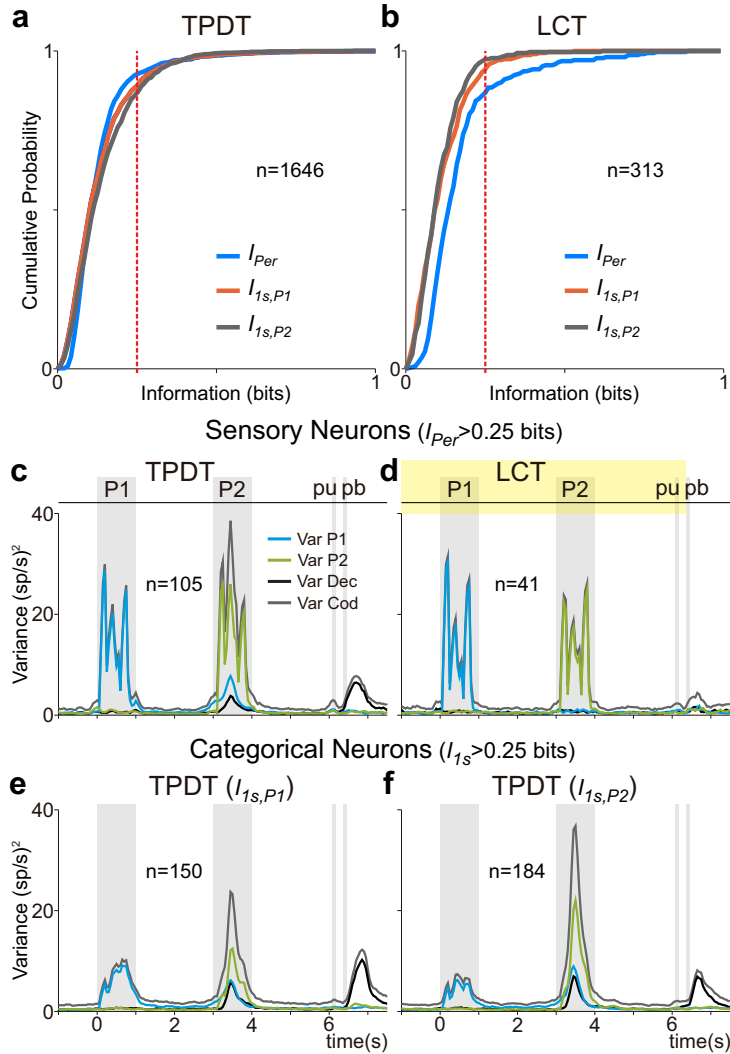 a TPDT
b LCT
1
1
Cumulative Probability
n=1646
n=313
I_Per
I_1s,P1
I_1s,P2
I_Per
I_1s,P1
I_1s,P2
0
0
0 Information (bits) 1
0 Information (bits) 1
Sensory Neurons (I_Per>0.25 bits)
c TPDT
d LCT
P1 P2 pu pb
P1 P2 pu pb
40
Var P1
Var P2
Var Dec
Var Cod
n=105
n=41
Variance (sp/s)²
20
0
Categorical Neurons (I_1s>0.25 bits)
e TPDT (I_1s,P1)
f TPDT (I_1s,P2)
40
n=150
n=184
Variance (sp/s)²
20
0
0 2 4 6 time(s)
0 2 4 6 time(s)